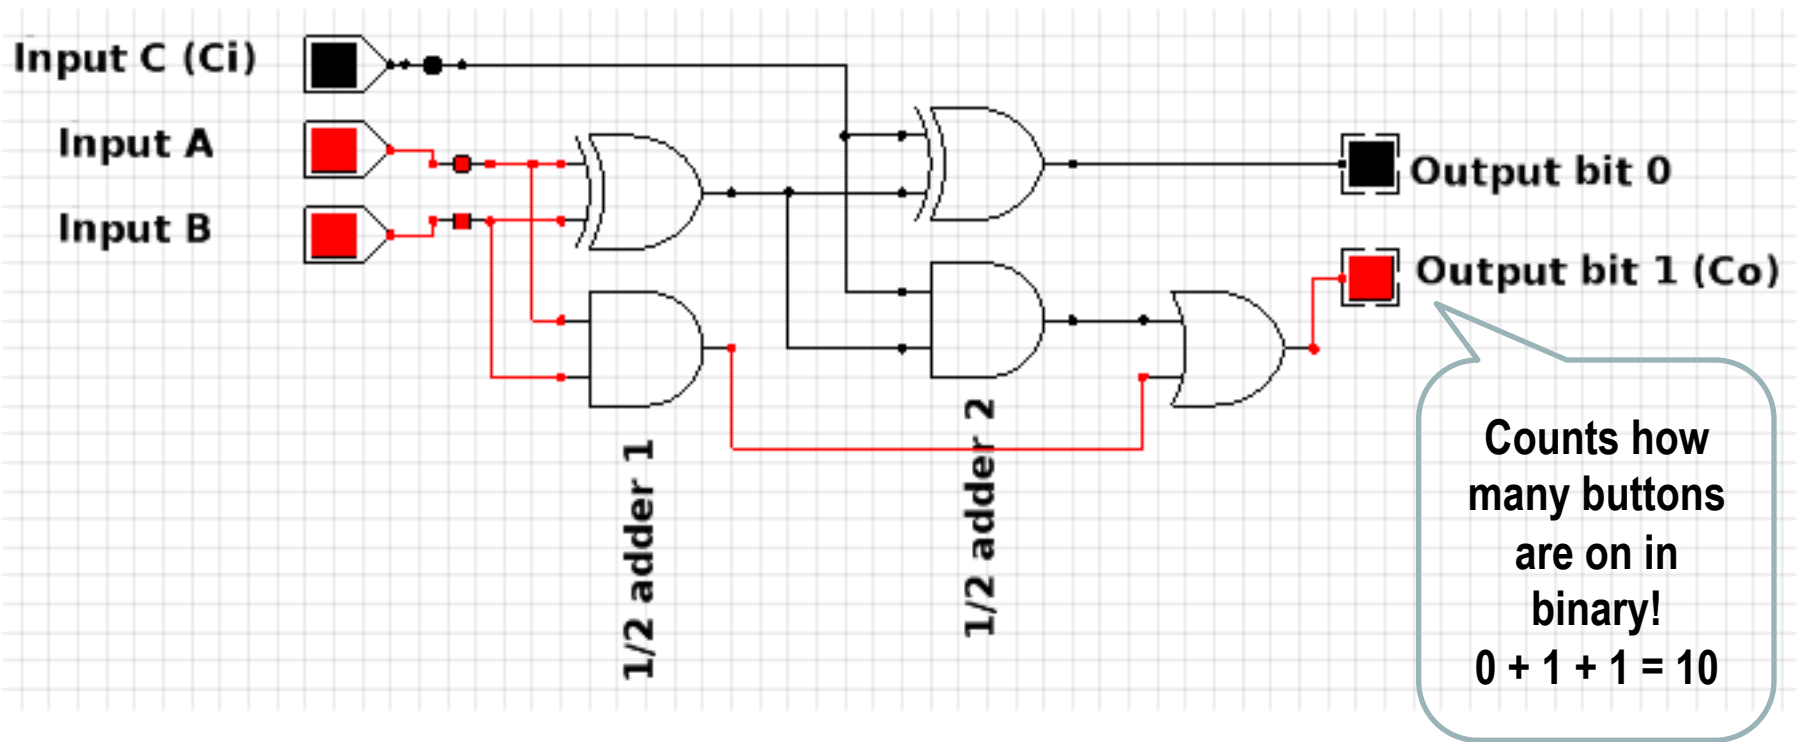 Input C (Ci)
Input A
Input B
Output bit 0
Output bit 1 (Co)
1/2 adder 1
1/2 adder 2
Counts how
many buttons
are on in
binary!
0 + 1 + 1 = 10